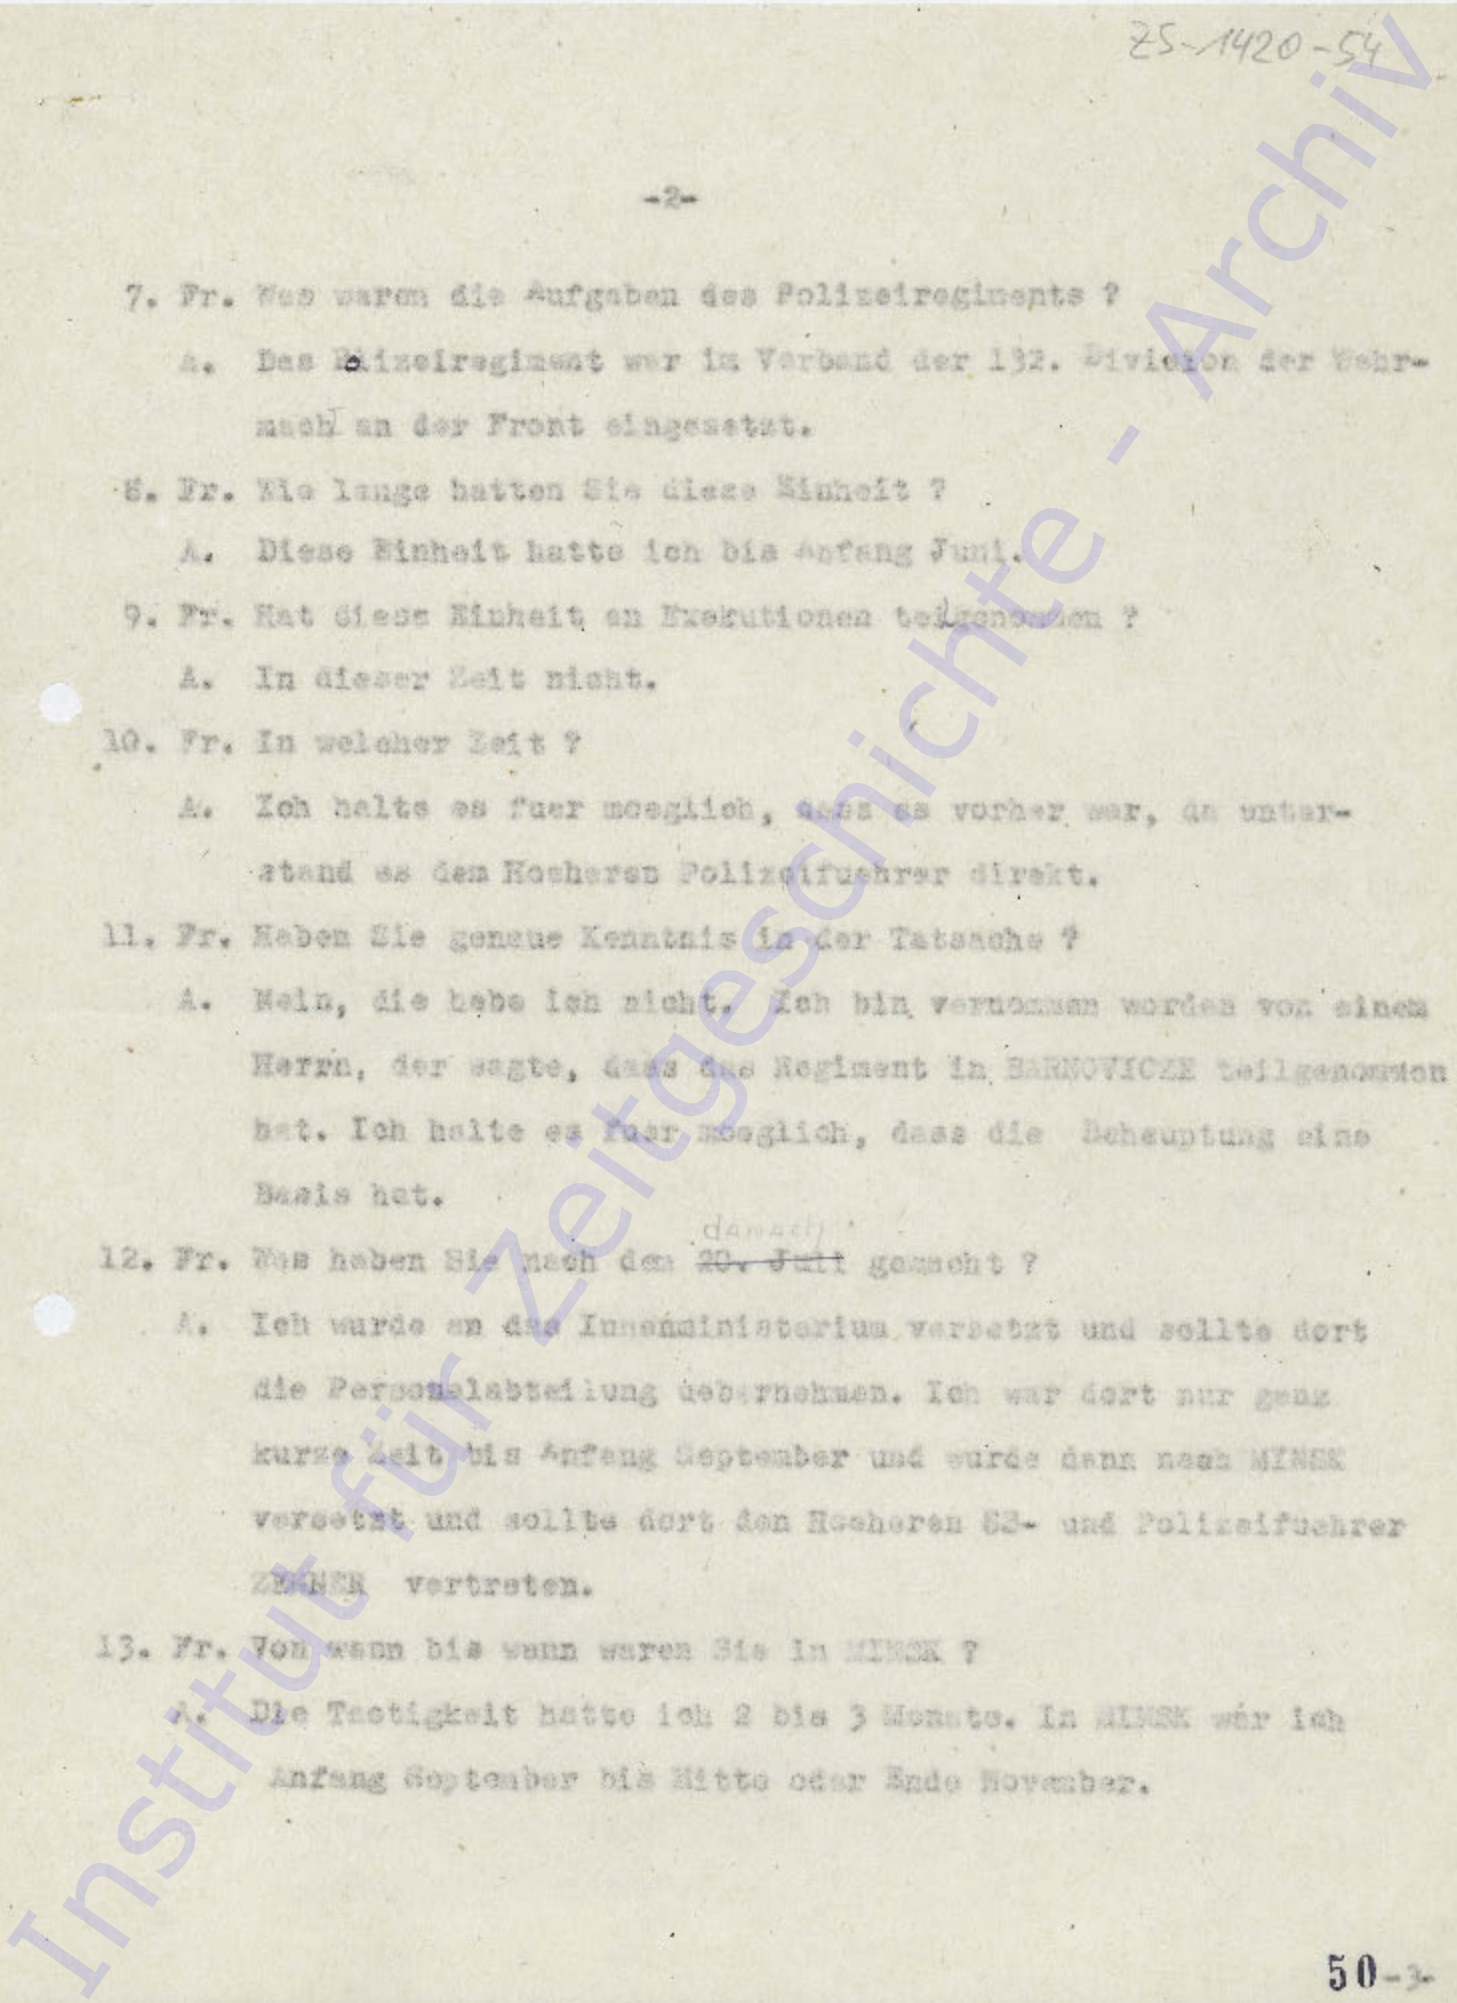 ZS-1420-54
-2-
7. Fr. Was waren die Aufgaben des Polizeiregiments ?
A. Das Polizeiregiment war im Verband der 132. Division der Wehr-
macht an der Front eingesetzt.
8. Fr. Wie lange hatten Sie diese Einheit ?
A. Diese Einheit hatte ich bis Anfang Juni.
9. Fr. Hat diese Einheit an Exekutionen teilgenommen ?
A. In dieser Zeit nicht.
10. Fr. In welcher Zeit ?
A. Ich halte es fuer moeglich, dass es vorher war, da unter-
stand es dem Hoeheren Polizeifuehrer direkt.
11. Fr. Haben Sie genaue Kenntnis in der Tatsache ?
A. Nein, die habe ich nicht. Ich bin vernommen worden von einem
Herrn, der sagte, dass das Regiment in BARNOVICZE teilgenommen
hat. Ich halte es fuer moeglich, dass die Behauptung eine
Basis hat.
danach
12. Fr. Was haben Sie nach dem 20. Juli gemacht ?
A. Ich wurde an das Innenministerium versetzt und sollte dort
die Personalabteilung uebernehmen. Ich war dort nur ganz
kurze Zeit bis Anfang September und wurde dann nach MINSK
versetzt und sollte dort den Hoeheren SS- und Polizeifuehrer
ZENNER vertreten.
13. Fr. Von wann bis wann waren Sie in MINSK ?
A. Die Taetigkeit hatte ich 2 bis 3 Monate. In MINSK war ich
Anfang September bis Mitte oder Ende November.
50 -3-
Institut für Zeitgeschichte - Archiv